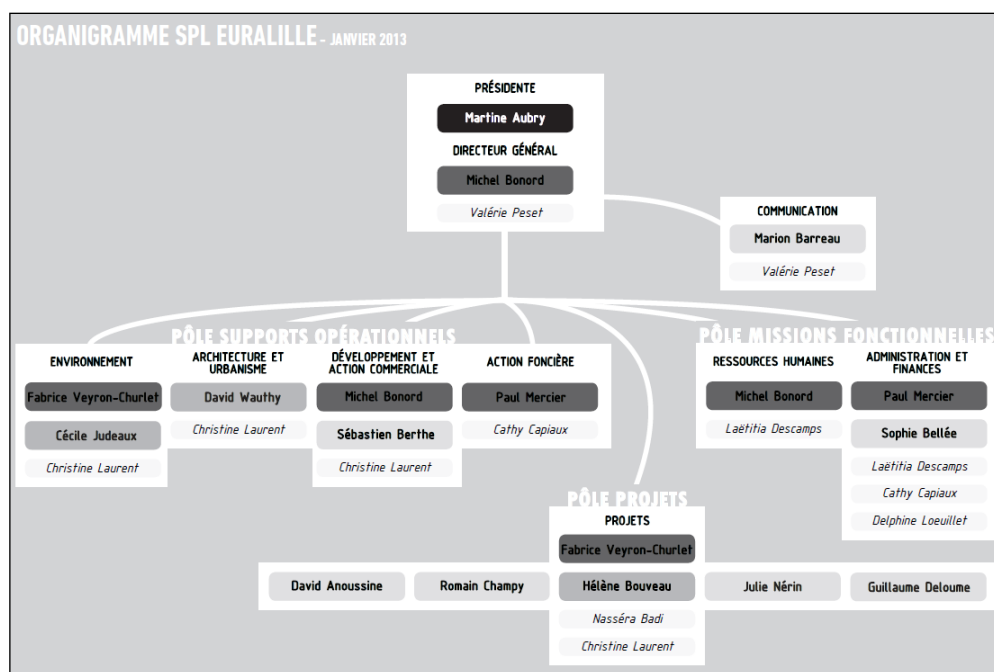 ORGANIGRAMME SPL EURALILLE - JANVIER 2013
PRÉSIDENTE
Martine Aubry
DIRECTEUR GÉNÉRAL
Michel Bonord
Valérie Peset
COMMUNICATION
Marion Barreau
Valérie Peset
PÔLE SUPPORTS OPÉRATIONNELS
ENVIRONNEMENT
Fabrice Veyron-Churlet
Cécile Judeaux
Christine Laurent
ARCHITECTURE ET
URBANISME
David Wauthy
Christine Laurent
DÉVELOPPEMENT ET
ACTION COMMERCIALE
Michel Bonord
Sébastien Berthe
Christine Laurent
ACTION FONCIÈRE
Paul Mercier
Cathy Capiaux
PÔLE MISSIONS FONCTIONNELLES
RESSOURCES HUMAINES
Michel Bonord
Laëtitia Descamps
ADMINISTRATION ET
FINANCES
Paul Mercier
Sophie Bellée
Laëtitia Descamps
Cathy Capiaux
Delphine Loeuillet
PÔLE PROJETS
PROJETS
Fabrice Veyron-Churlet
David Anoussine
Romain Champy
Hélène Bouveau
Julie Nérin
Guillaume Deloume
Nasséra Badi
Christine Laurent